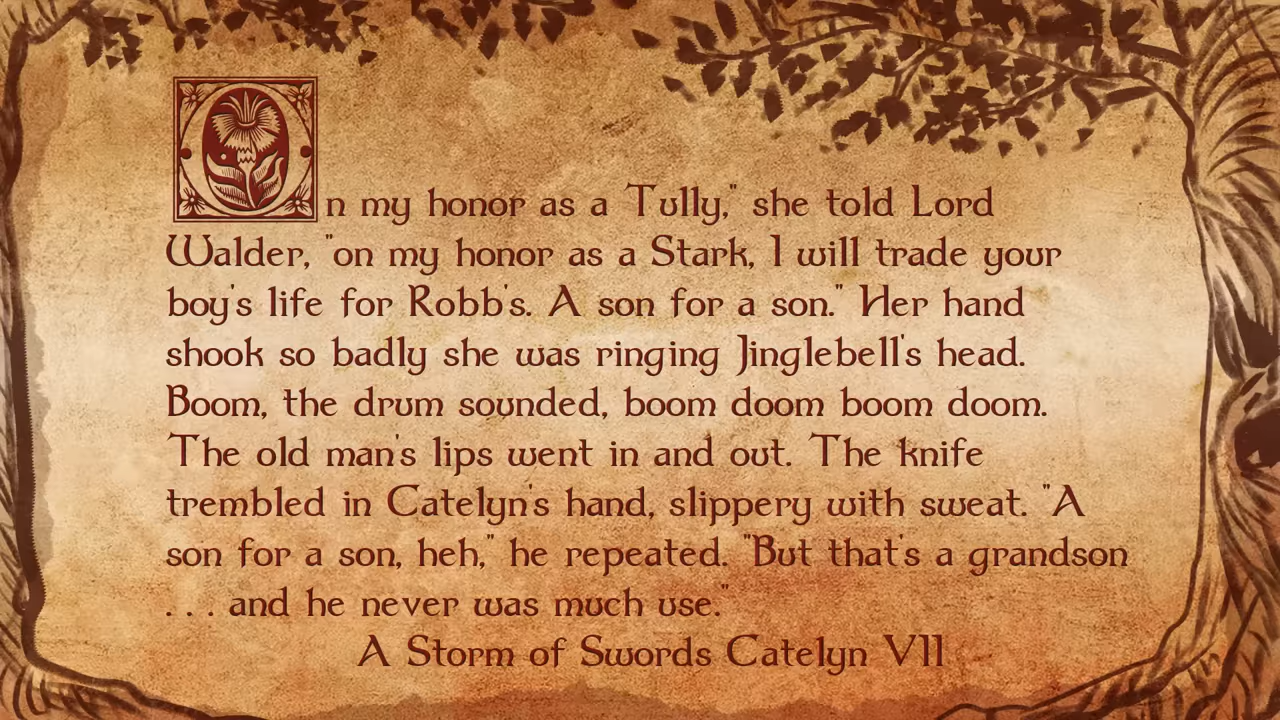 On my honor as a Tully," she told Lord
Walder, "on my honor as a Stark, I will trade your
boy's life for Robb's. A son for a son." Her hand
shook so badly she was ringing Jinglebell's head.
Boom, the drum sounded, boom doom boom doom.
The old man's lips went in and out. The knife
trembled in Catelyn's hand, slippery with sweat. "A
son for a son, heh," he repeated. "But that's a grandson
. . . and he never was much use."
A Storm of Swords Catelyn VII